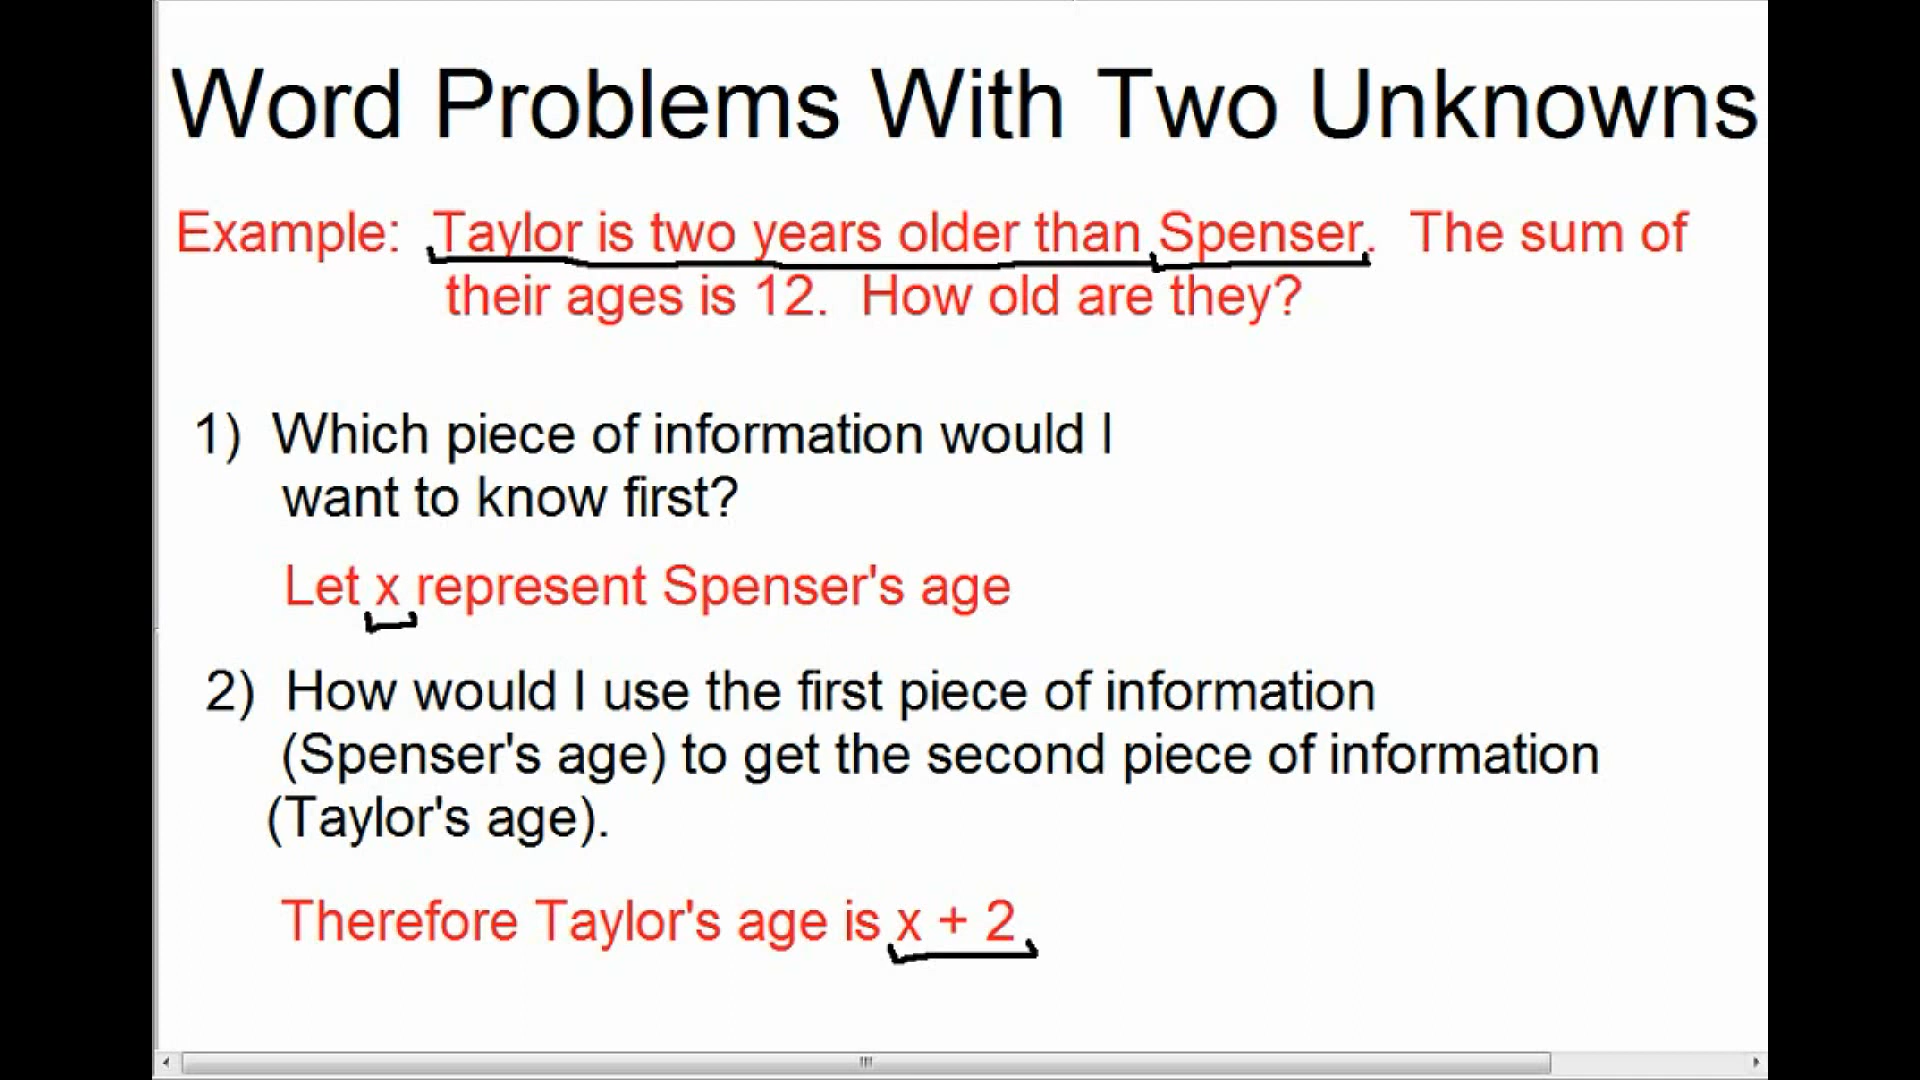 Word Problems With Two Unknowns
Example: Taylor is two years older than Spenser. The sum of
their ages is 12. How old are they?
1) Which piece of information would I
want to know first?
Let x represent Spenser's age
2) How would I use the first piece of information
(Spenser's age) to get the second piece of information
(Taylor's age).
Therefore Taylor's age is x + 2